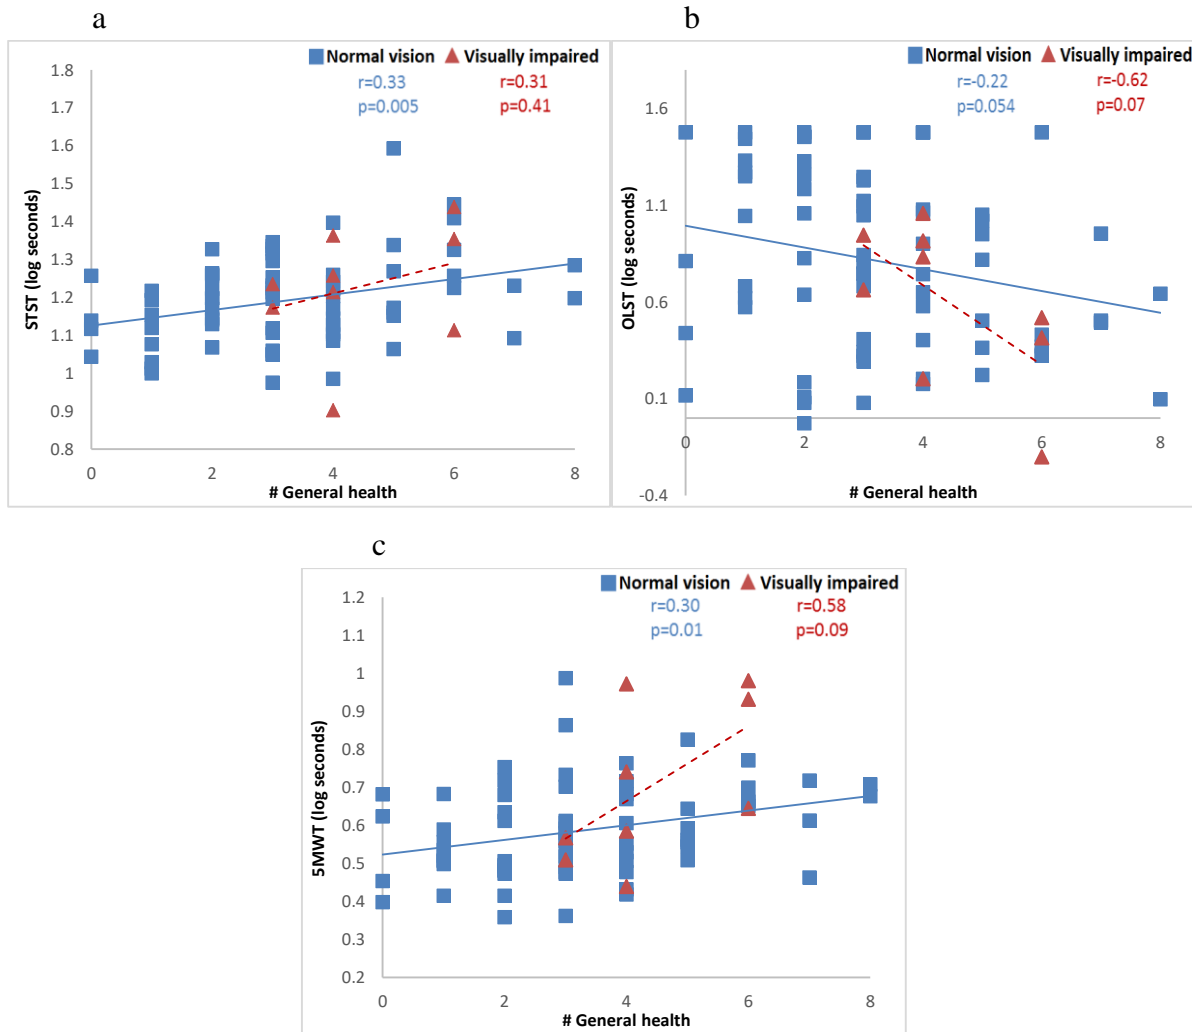 a
Normal vision Visually impaired
r=0.33 r=0.31
p=0.005 p=0.41
STST (log seconds)
1.8
1.7
1.6
1.5
1.4
1.3
1.2
1.1
1
0.9
0.8
0 2 4 6 8
# General health
b
Normal vision Visually impaired
r=-0.22 r=-0.62
p=0.054 p=0.07
OLST (log seconds)
1.6
1.1
0.6
0.1
-0.4
0 2 4 6 8
# General health
c
Normal vision Visually impaired
r=0.30 r=0.58
p=0.01 p=0.09
5MWT (log seconds)
1.2
1.1
1
0.9
0.8
0.7
0.6
0.5
0.4
0.3
0.2
0 2 4 6 8
# General health